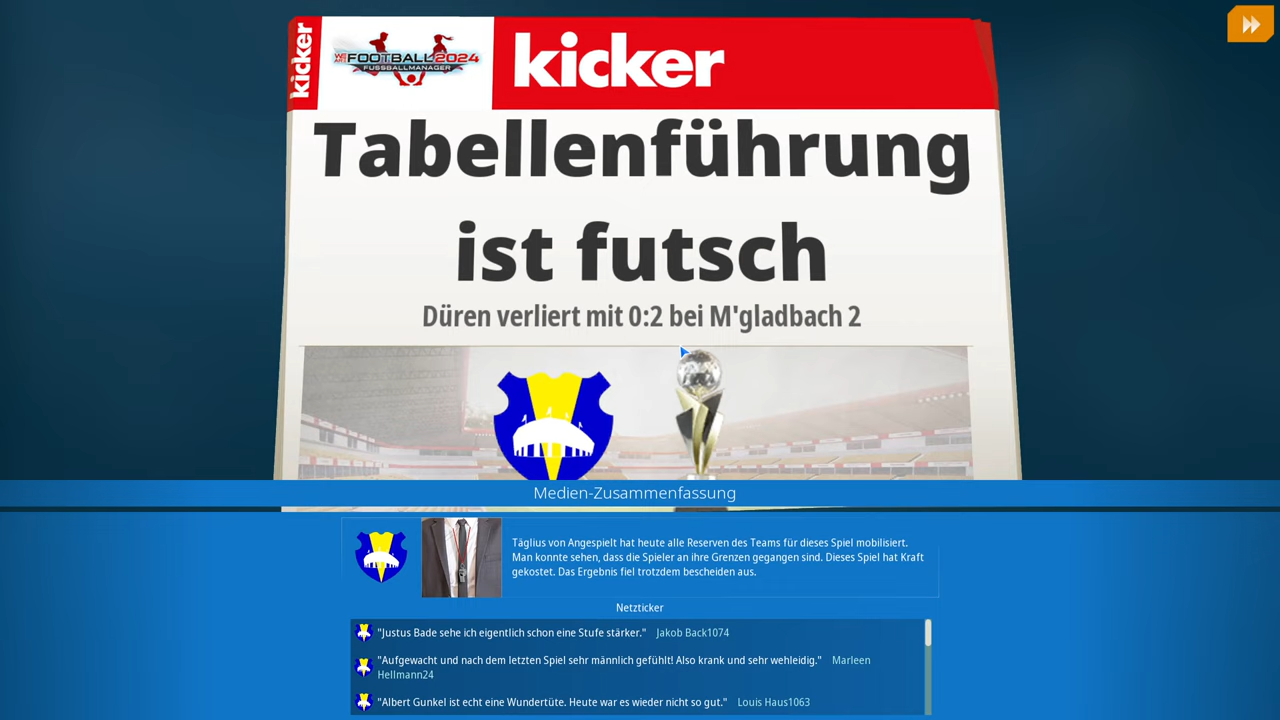 kicker
WE ARE
FOOTBALL 2024
FUSSBALLMANAGER
kicker
Tabellenführung
ist futsch
Düren verliert mit 0:2 bei M'gladbach 2
Medien-Zusammenfassung
Täglius von Angespielt hat heute alle Reserven des Teams für dieses Spiel mobilisiert.
Man konnte sehen, dass die Spieler an ihre Grenzen gegangen sind. Dieses Spiel hat Kraft
gekostet. Das Ergebnis fiel trotzdem bescheiden aus.
Netzticker
"Justus Bade sehe ich eigentlich schon eine Stufe stärker." Jakob Back1074
"Aufgewacht und nach dem letzten Spiel sehr männlich gefühlt! Also krank und sehr wehleidig." Marleen
Hellmann24
"Albert Gunkel ist echt eine Wundertüte. Heute war es wieder nicht so gut." Louis Haus1063